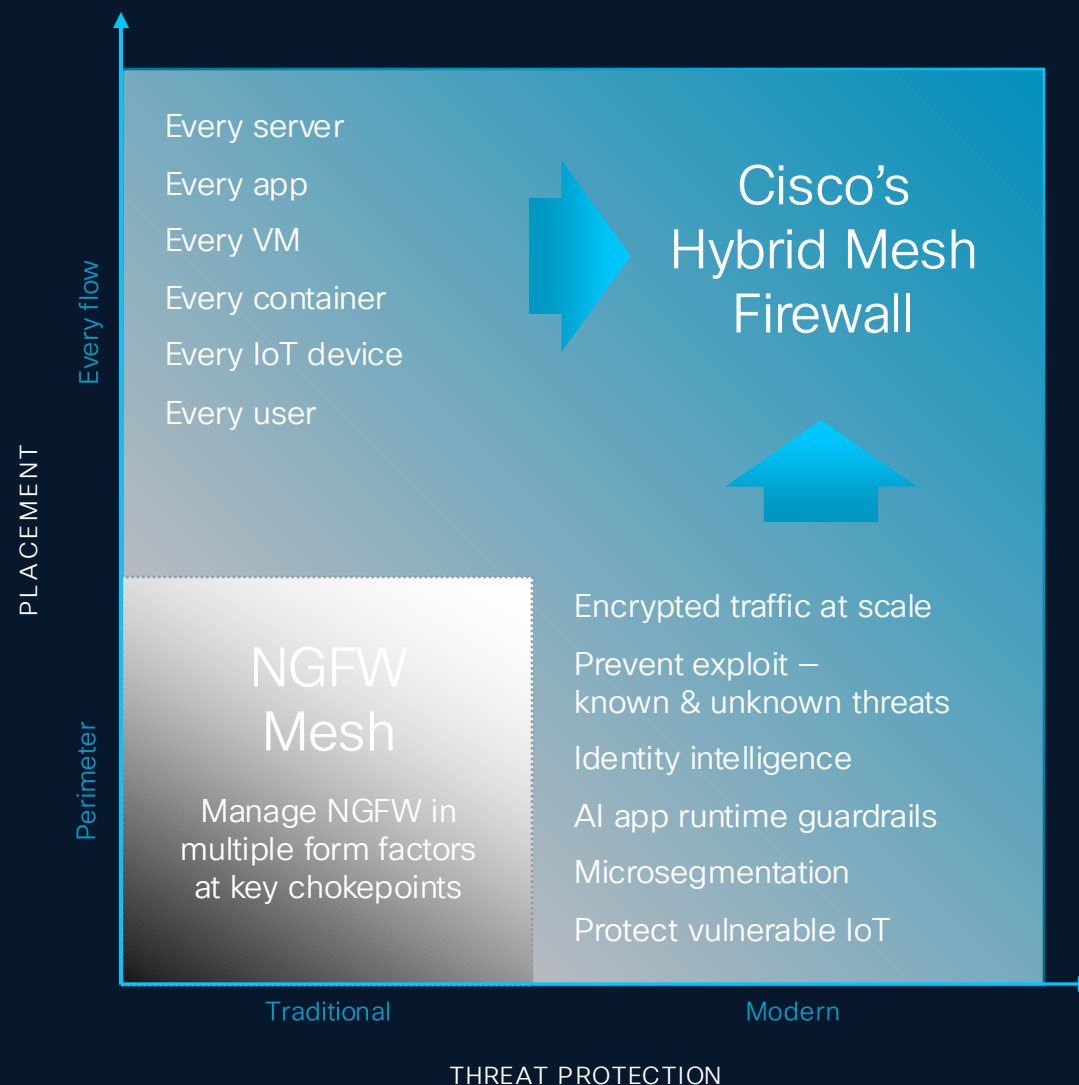 Every server
Every app
Every VM
Every container
Every IoT device
Every user
Cisco’s
Hybrid Mesh
Firewall
Every flow
PLACEMENT
Perimeter
NGFW
Mesh
Manage NGFW in
multiple form factors
at key chokepoints
Encrypted traffic at scale
Prevent exploit –
known & unknown threats
Identity intelligence
AI app runtime guardrails
Microsegmentation
Protect vulnerable IoT
Traditional
Modern
THREAT PROTECTION